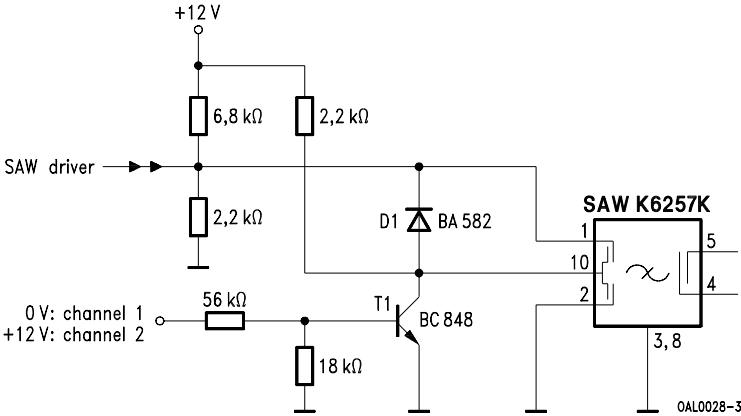 +12 V
6,8 kΩ
2,2 kΩ
SAW driver
2,2 kΩ
D1
BA 582
SAW K6257K
1
10
2
5
4
3,8
0 V: channel 1
+12 V: channel 2
56 kΩ
T1
BC 848
18 kΩ
OAL0028-3